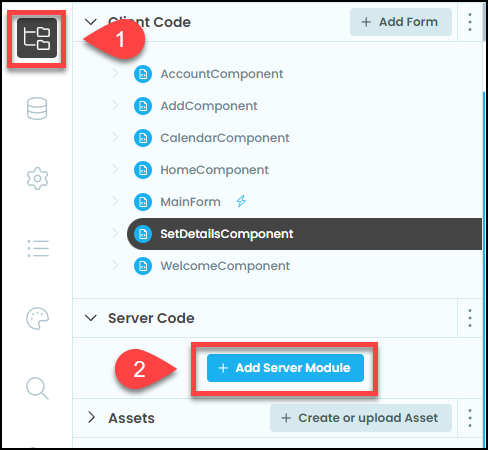 1
Client Code
+ Add Form
AccountComponent
AddComponent
CalendarComponent
HomeComponent
MainForm
SetDetailsComponent
WelcomeComponent
Server Code
2
+ Add Server Module
Assets
+ Create or upload Asset